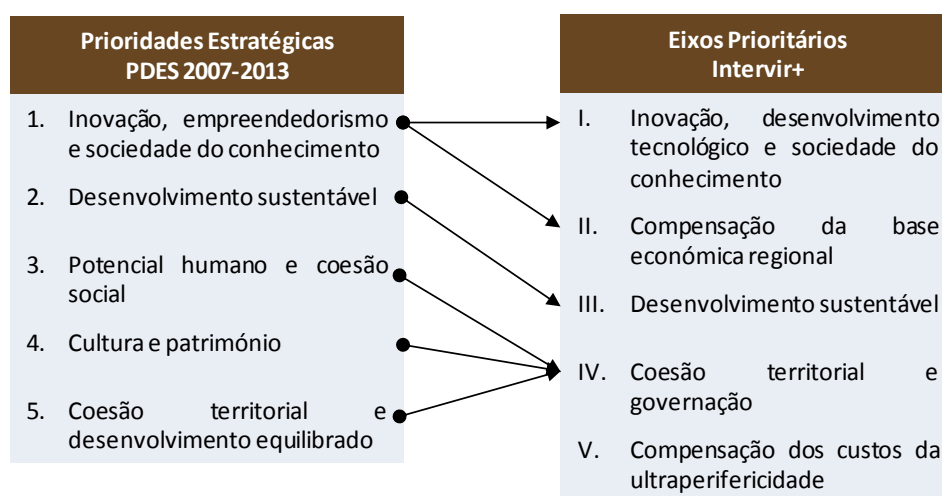 Prioridades Estratégicas
PDES 2007-2013
1. Inovação, empreendedorismo
e sociedade do conhecimento
2. Desenvolvimento sustentável
3. Potencial humano e coesão
social
4. Cultura e património
5. Coesão territorial e
desenvolvimento equilibrado
Eixos Prioritários
Intervir+
I. Inovação, desenvolvimento
tecnológico e sociedade do
conhecimento
II. Compensação da base
económica regional
III. Desenvolvimento sustentável
IV. Coesão territorial e
governação
V. Compensação dos custos da
ultraperifericidade